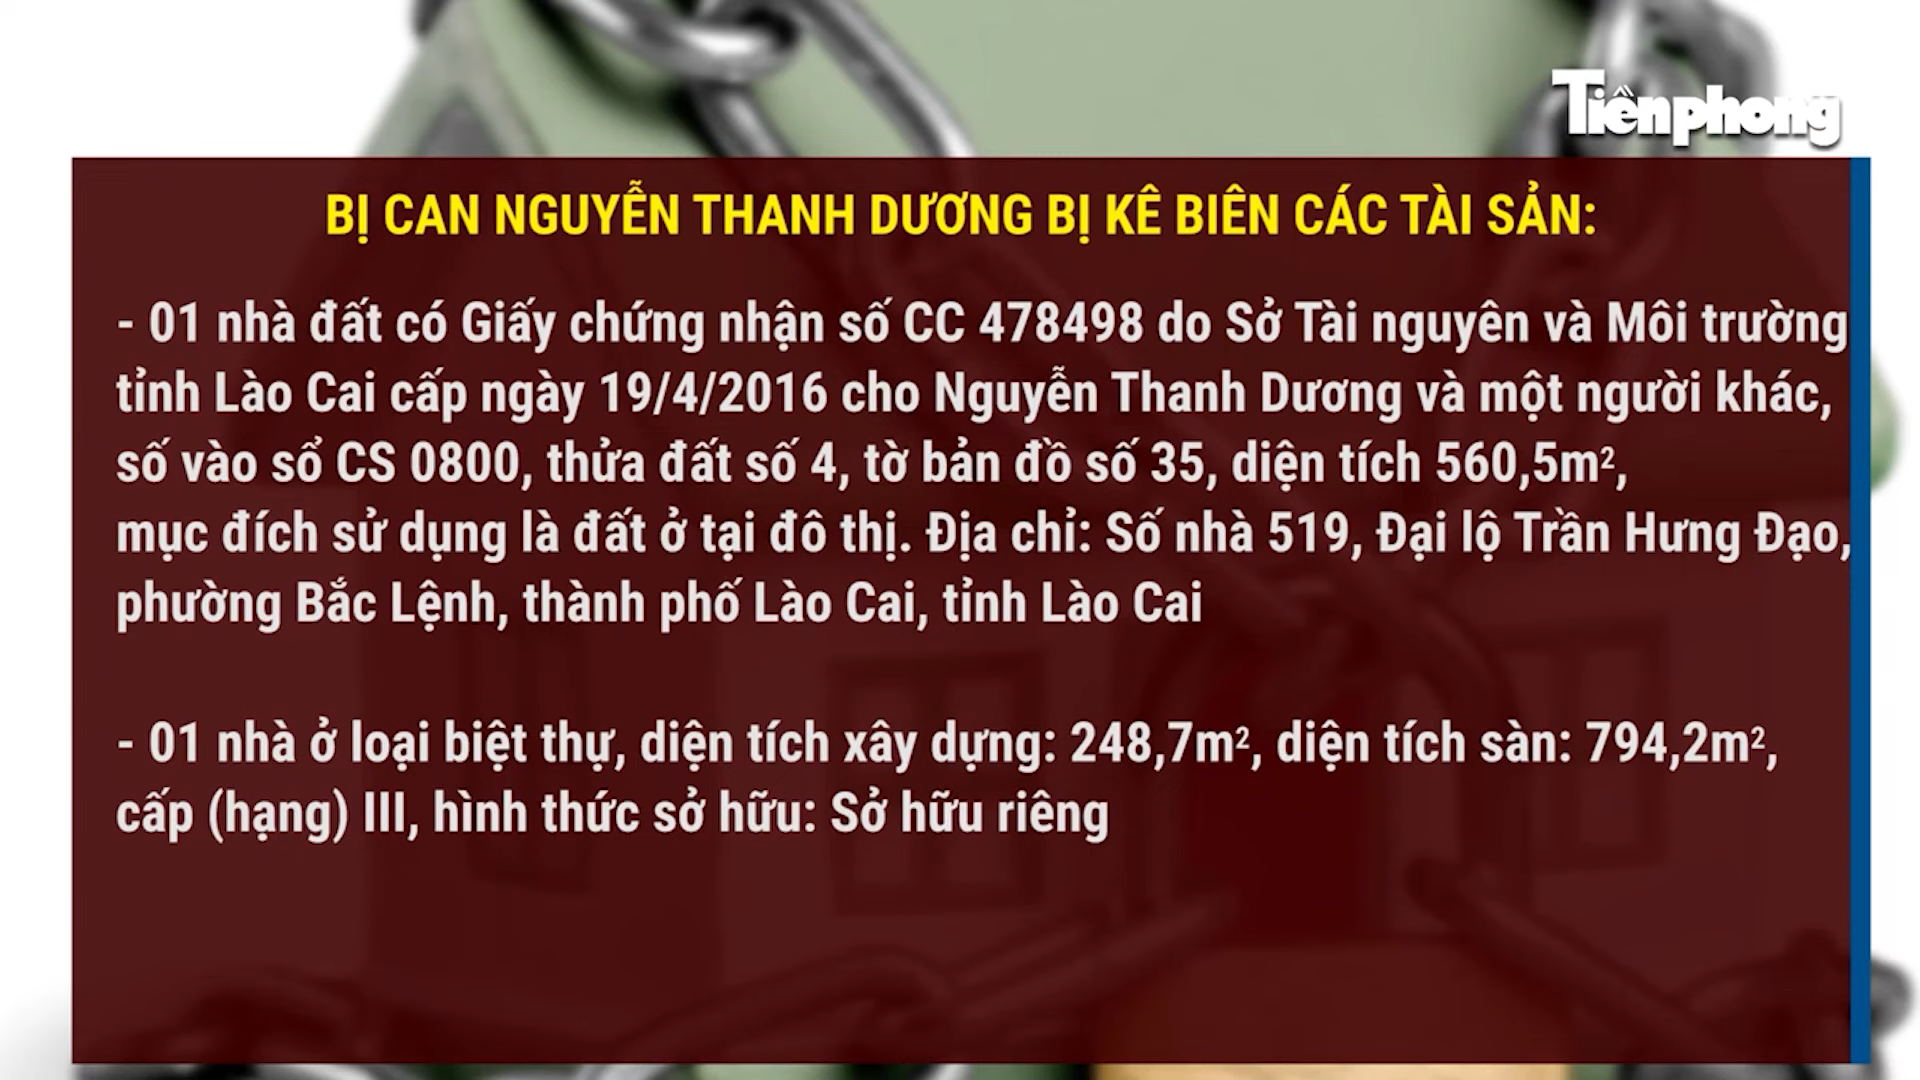 Tiền phong
BỊ CAN NGUYỄN THANH DƯƠNG BỊ KÊ BIÊN CÁC TÀI SẢN:
- 01 nhà đất có Giấy chứng nhận số CC 478498 do Sở Tài nguyên và Môi trường
tỉnh Lào Cai cấp ngày 19/4/2016 cho Nguyễn Thanh Dương và một người khác,
số vào sổ CS 0800, thửa đất số 4, tờ bản đồ số 35, diện tích 560,5m²,
mục đích sử dụng là đất ở tại đô thị. Địa chỉ: Số nhà 519, Đại lộ Trần Hưng Đạo,
phường Bắc Lệnh, thành phố Lào Cai, tỉnh Lào Cai
- 01 nhà ở loại biệt thự, diện tích xây dựng: 248,7m², diện tích sàn: 794,2m²,
cấp (hạng) III, hình thức sở hữu: Sở hữu riêng